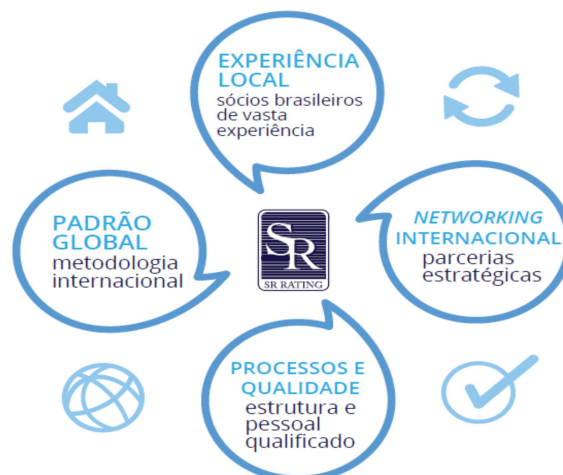 EXPERIÊNCIA
LOCAL
sócios brasileiros
de vasta
experiência
PADRÃO
GLOBAL
metodologia
internacional
SR
SR RATING
NETWORKING
INTERNACIONAL
parcerias
estratégicas
PROCESSOS E
QUALIDADE
estrutura e
pessoal
qualificado